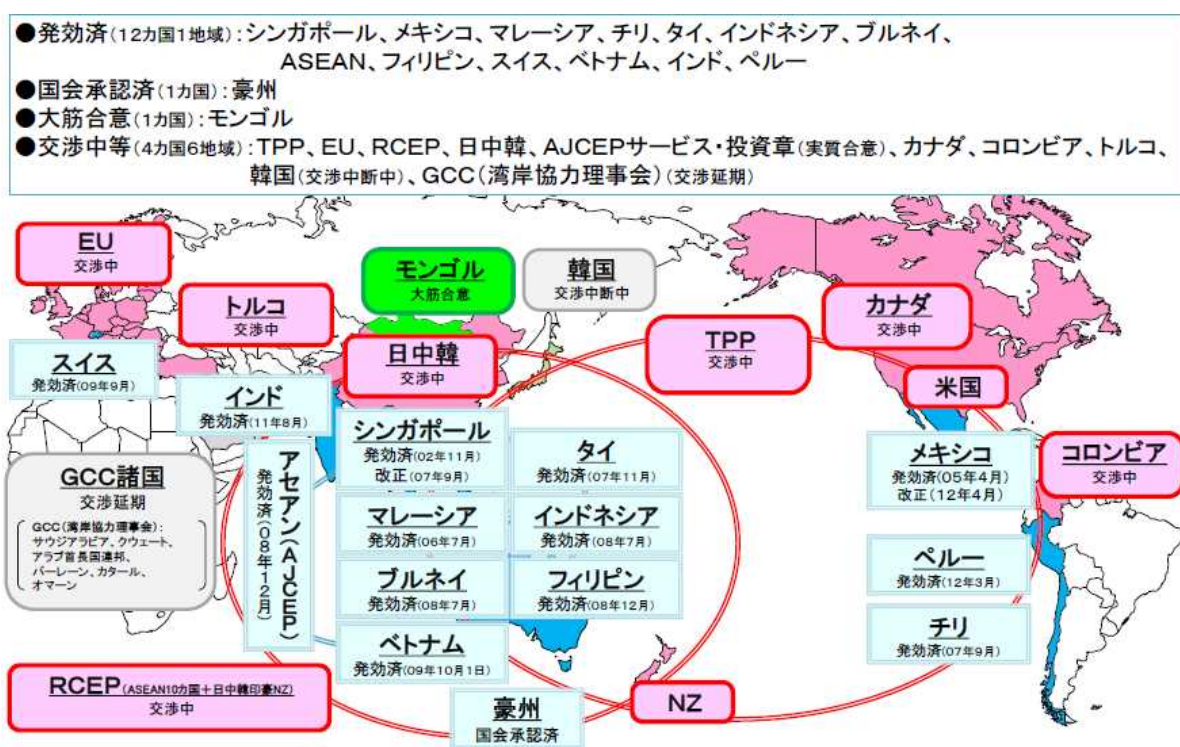 ●発効済(12カ国1地域):シンガポール、メキシコ、マレーシア、チリ、タイ、インドネシア、ブルネイ、
ASEAN、フィリピン、スイス、ベトナム、インド、ペルー
●国会承認済(1カ国):豪州
●大筋合意(1カ国):モンゴル
●交渉中等(4カ国6地域):TPP、EU、RCEP、日中韓、AJCEPサービス・投資章(実質合意)、カナダ、コロンビア、トルコ、
韓国(交渉中断中)、GCC(湾岸協力理事会)(交渉延期)
EU
交渉中
トルコ
交渉中
モンゴル
大筋合意
韓国
交渉中断中
日中韓
交渉中
TPP
交渉中
カナダ
交渉中
米国
スイス
発効済(09年9月)
インド
発効済(11年8月)
GCC諸国
交渉延期
GCC(湾岸協力理事会):
サウジアラビア、クウェート、
アラブ首長国連邦、
バーレーン、カタール、
オマーン
アセアン(AJCEP)
発効済(08年12月)
シンガポール
発効済(02年11月)
改正(07年9月)
タイ
発効済(07年11月)
マレーシア
発効済(06年7月)
インドネシア
発効済(08年7月)
ブルネイ
発効済(08年7月)
フィリピン
発効済(08年12月)
ベトナム
発効済(09年10月1日)
メキシコ
発効済(05年4月)
改正(12年4月)
コロンビア
交渉中
ペルー
発効済(12年3月)
チリ
発効済(07年9月)
RCEP(ASEAN10カ国+日中韓印豪NZ)
交渉中
豪州
国会承認済
NZ